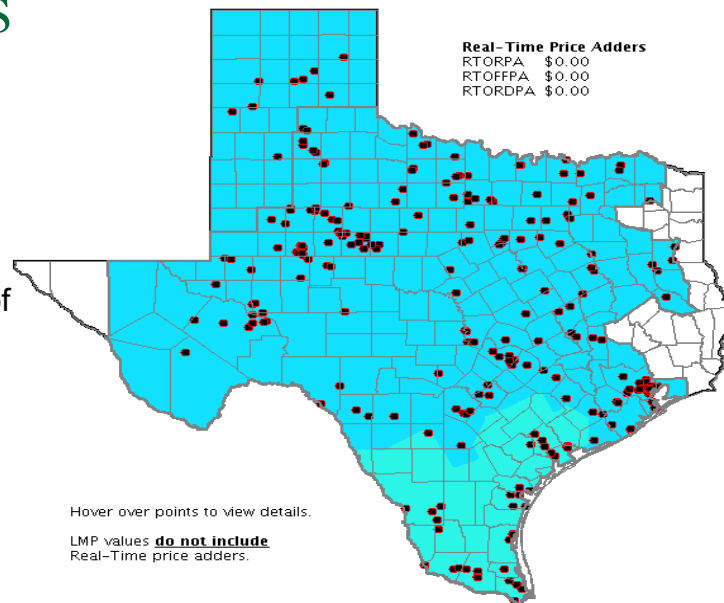 S
Real-Time Price Adders
RTORPA $0.00
RTOFFPA $0.00
RTORDPA $0.00
of
Hover over points to view details.
LMP values do not include
Real-Time price adders.